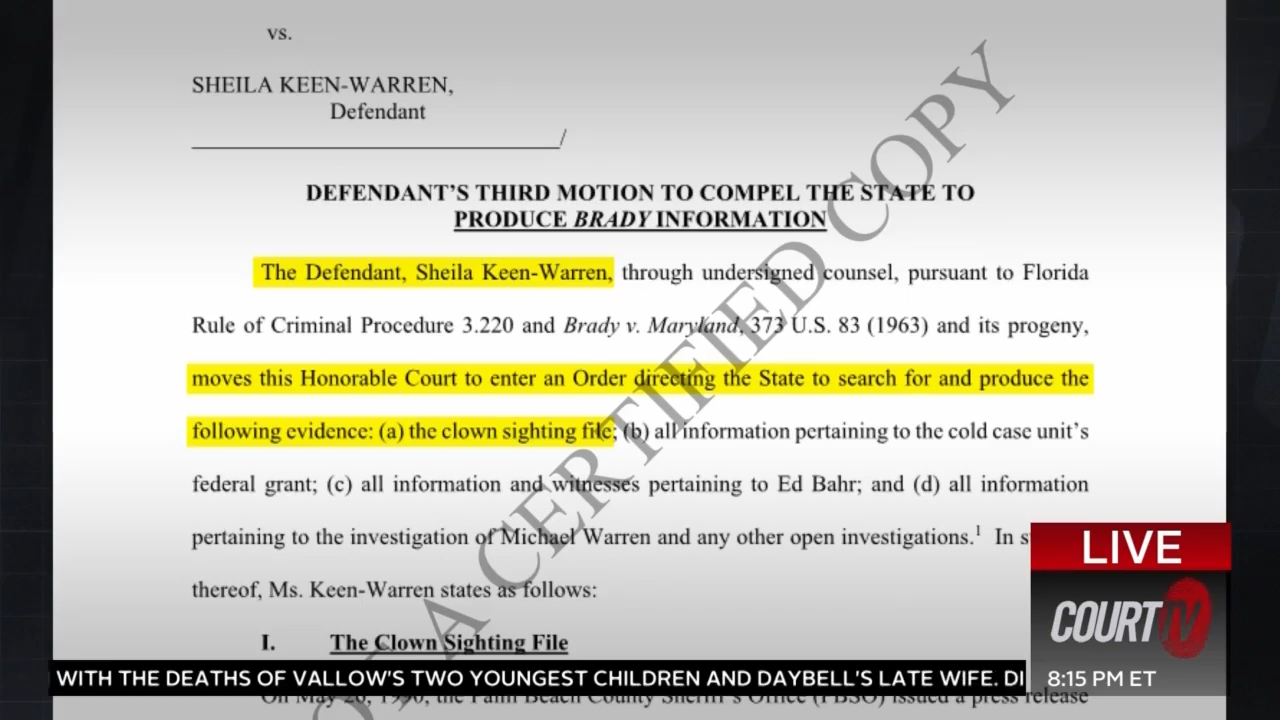 vs.
SHEILA KEEN-WARREN,
Defendant
/
DEFENDANT'S THIRD MOTION TO COMPEL THE STATE TO
PRODUCE BRADY INFORMATION
The Defendant, Sheila Keen-Warren, through undersigned counsel, pursuant to Florida
Rule of Criminal Procedure 3.220 and Brady v. Maryland, 373 U.S. 83 (1963) and its progeny,
moves this Honorable Court to enter an Order directing the State to search for and produce the
following evidence: (a) the clown sighting file; (b) all information pertaining to the cold case unit's
federal grant; (c) all information and witnesses pertaining to Ed Bahr; and (d) all information
pertaining to the investigation of Michael Warren and any other open investigations.1 In
thereof, Ms. Keen-Warren states as follows:
I. The Clown Sighting File
the Palm Beach County Sheriff's Office (PBSO) issued a press release
A CERTIFIED COPY
LIVE
COURT TV
WITH THE DEATHS OF VALLOW'S TWO YOUNGEST CHILDREN AND DAYBELL'S LATE WIFE. DI
8:15 PM ET